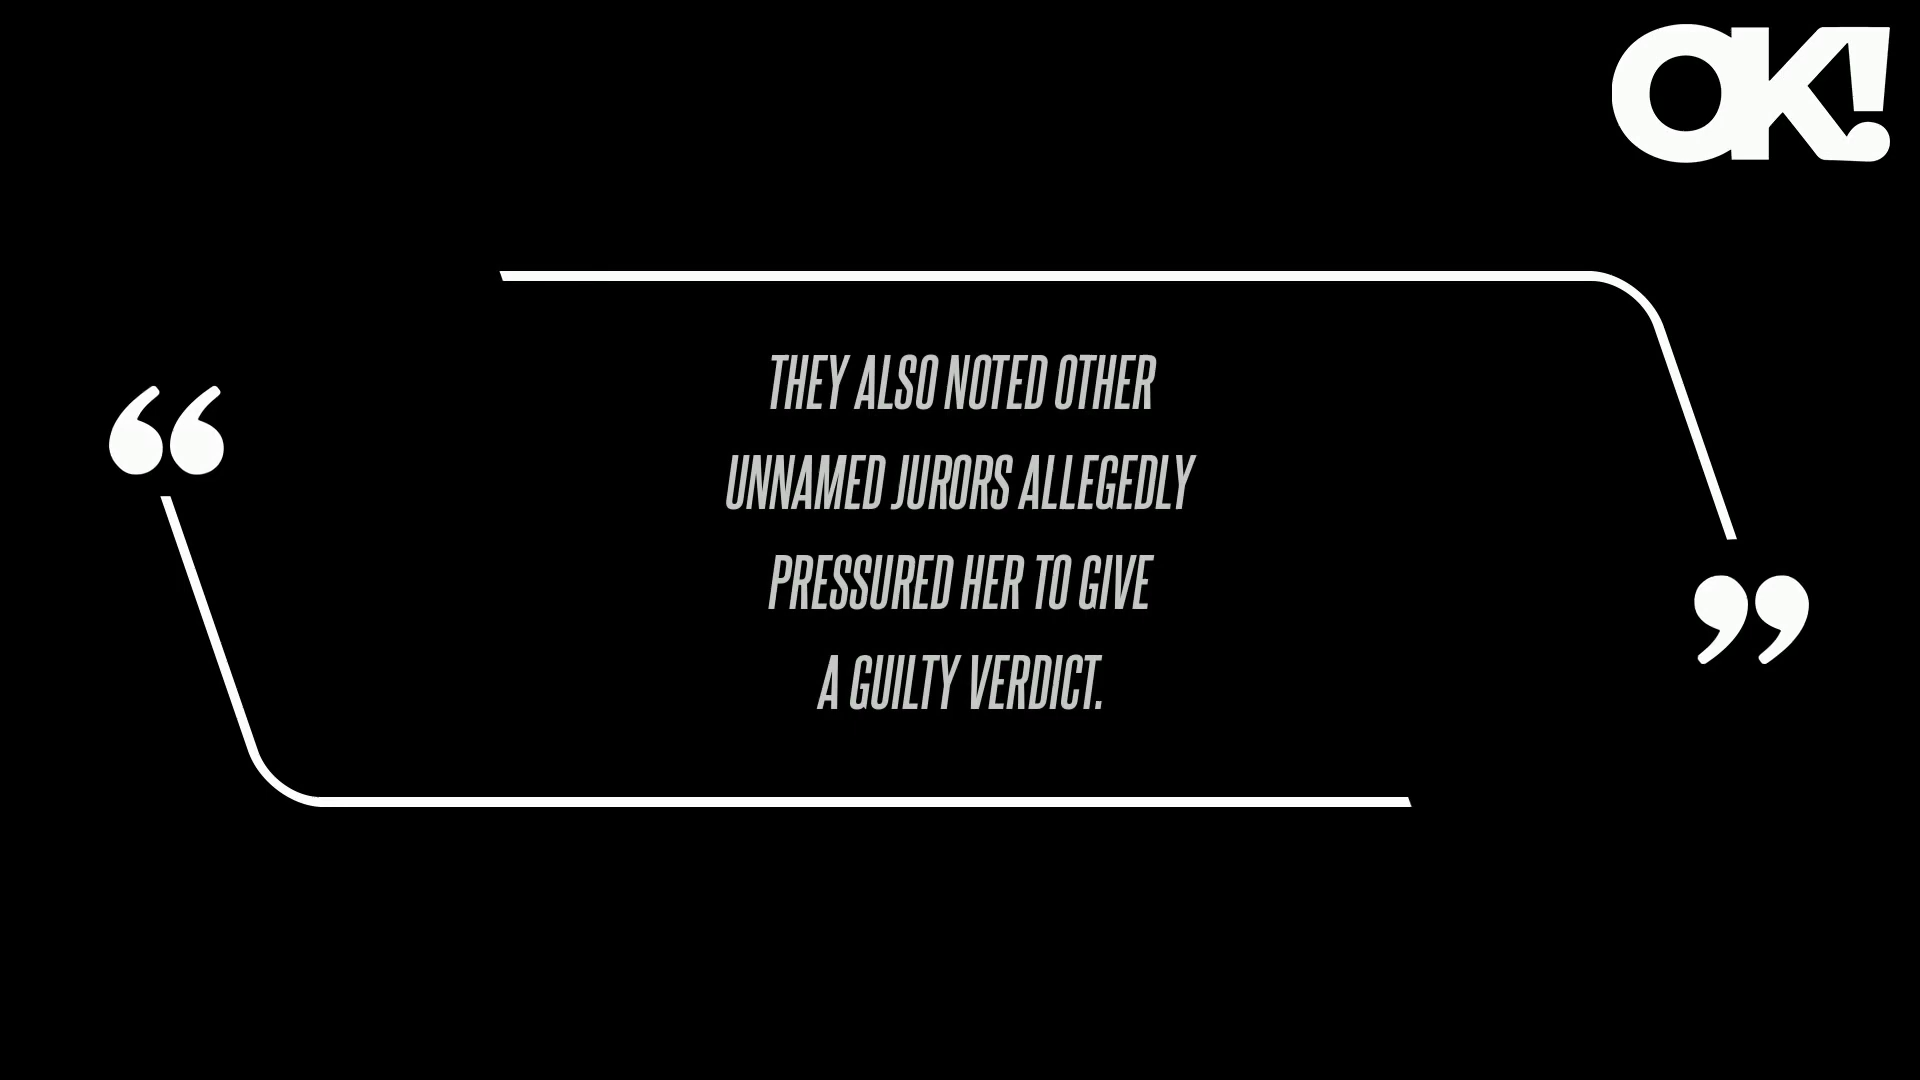 OK!
“
THEY ALSO NOTED OTHER
UNNAMED JURORS ALLEGEDLY
PRESSURED HER TO GIVE
A GUILTY VERDICT.
”